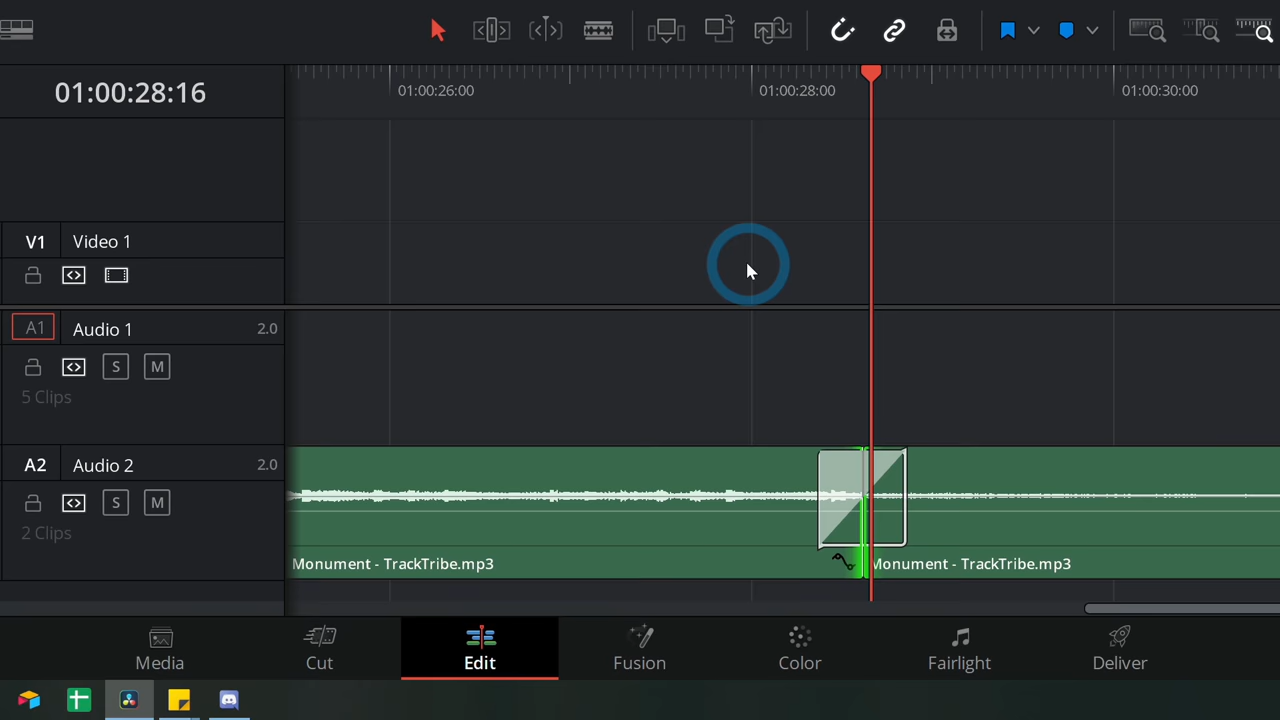 01:00:28:16
01:00:26:00
01:00:28:00
01:00:30:00
V1 Video 1
A1 Audio 1 2.0
S M
5 Clips
A2 Audio 2 2.0
S M
2 Clips
Monument - TrackTribe.mp3
Monument - TrackTribe.mp3
Media
Cut
Edit
Fusion
Color
Fairlight
Deliver